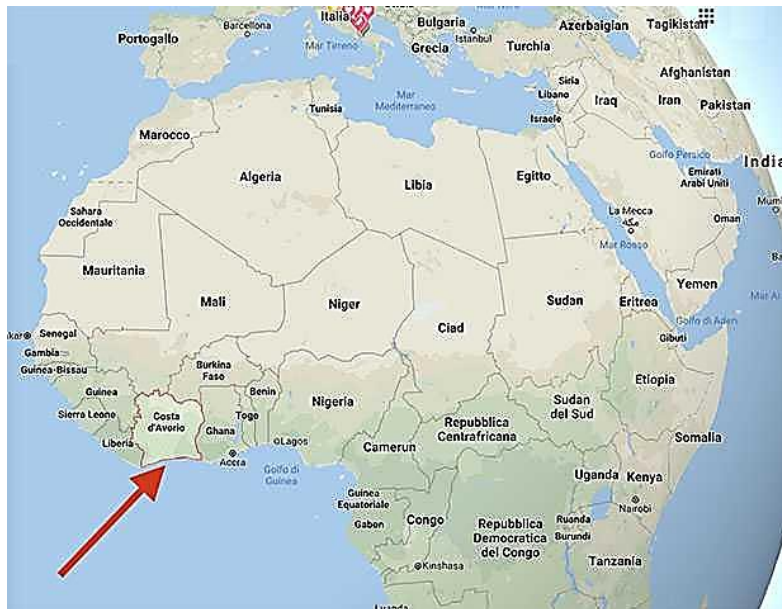 Italia
Bulgaria
Azerbaigian
Tagikistan
Portogallo
Barcellona
Mar Tirreno
Grecia
Istanbul
Turchia
Afghanistan
Mar
Mediterraneo
Siria
Libano
Iraq
Iran
Pakistan
Tunisia
Israele
Marocco
Golfo Persico
India
Algeria
Libia
Egitto
Emirati
Arabi Uniti
Sahara
Occidentale
La Mecca
مكة
Oman
Mar Rosso
Mauritania
Mali
Niger
Ciad
Sudan
Eritrea
Yemen
Golfo di Aden
Senegal
Gambia
Gibuti
Guinea-Bissau
Burkina
Faso
Etiopia
Guinea
Benin
Nigeria
Sierra Leone
Costa
d'Avorio
Ghana
Togo
Sudan
del Sud
Repubblica
Centrafricana
Liberia
Accra
Lagos
Camerun
Somalia
Golfo di
Guinea
Uganda
Kenya
Guinea
Equatoriale
Nairobi
Gabon
Congo
Repubblica
Democratica
del Congo
Ruanda
Burundi
Kinshasa
Tanzania